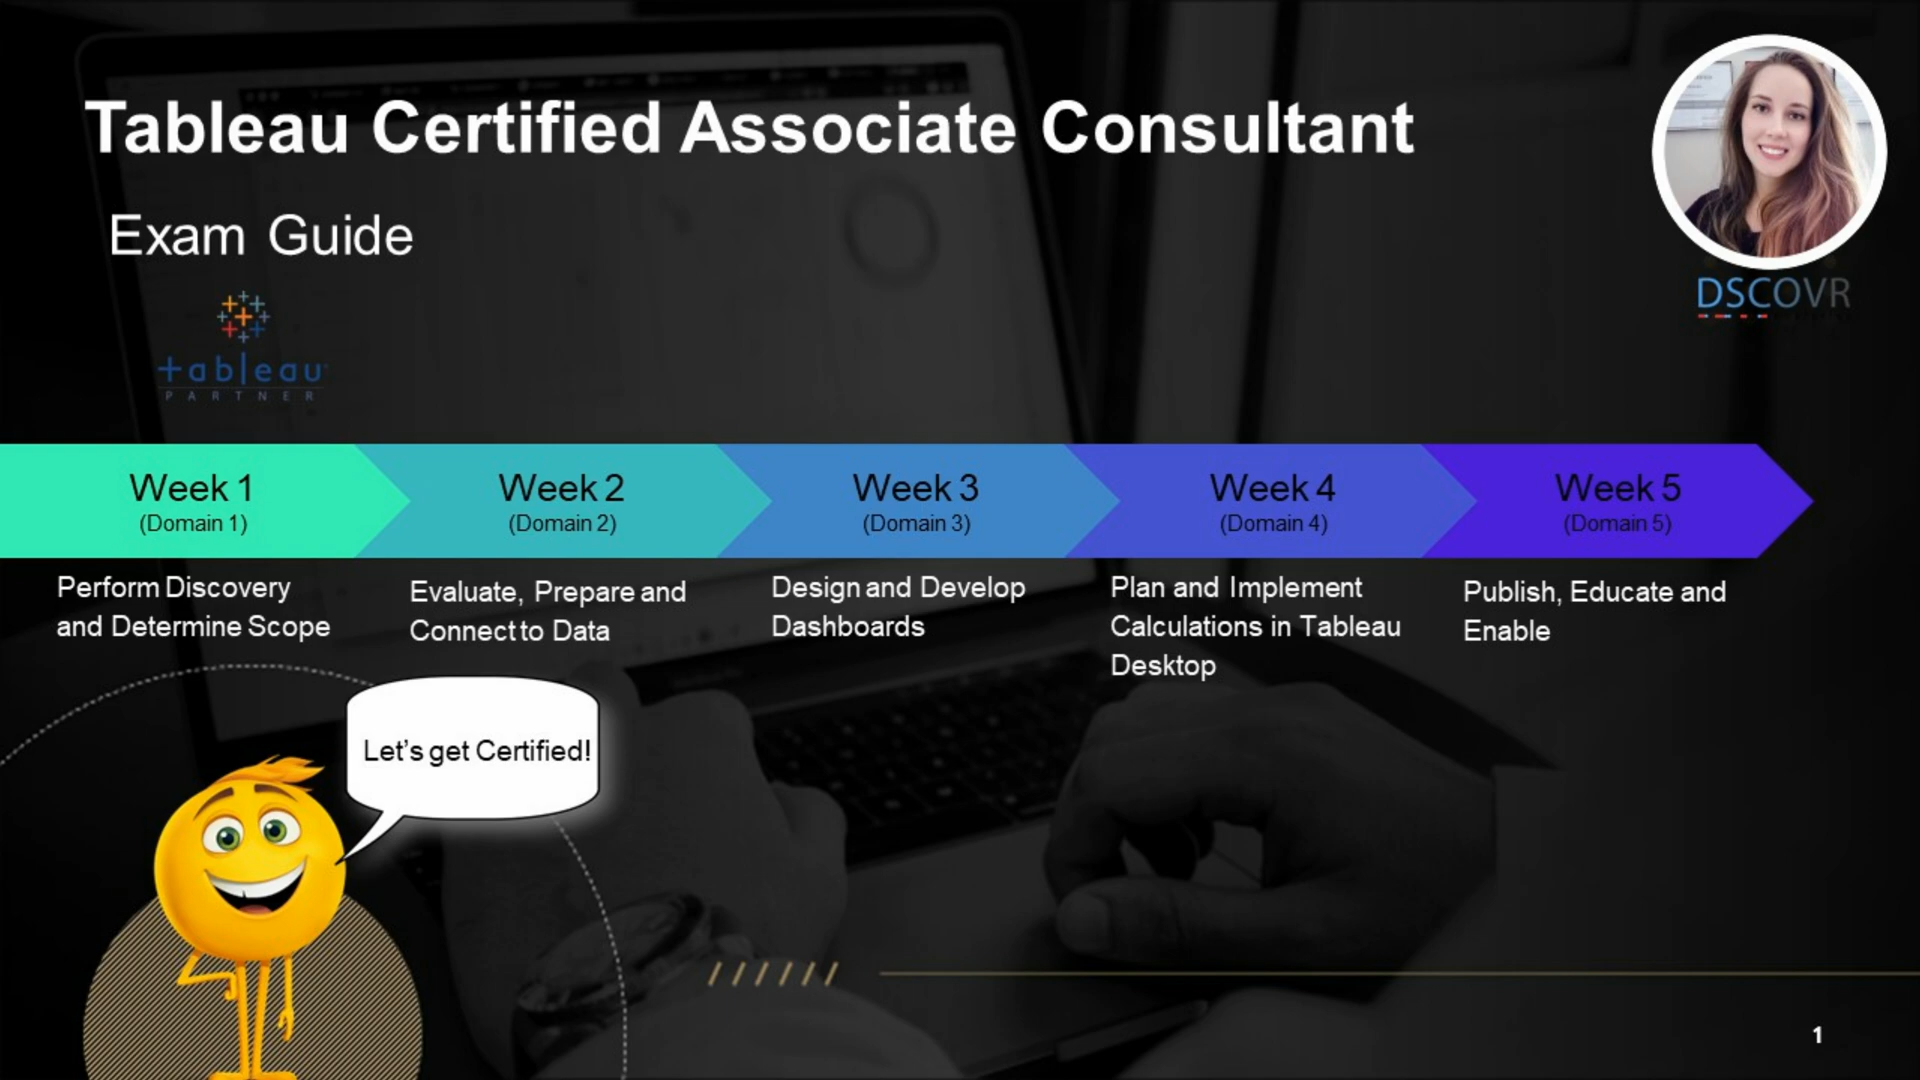 Tableau Certified Associate Consultant
Exam Guide
DSCOVR
tableau
PARTNER
Week 1
(Domain 1)
Week 2
(Domain 2)
Week 3
(Domain 3)
Week 4
(Domain 4)
Week 5
(Domain 5)
Perform Discovery
and Determine Scope
Evaluate, Prepare and
Connect to Data
Design and Develop
Dashboards
Plan and Implement
Calculations in Tableau
Desktop
Publish, Educate and
Enable
Let's get Certified!
1